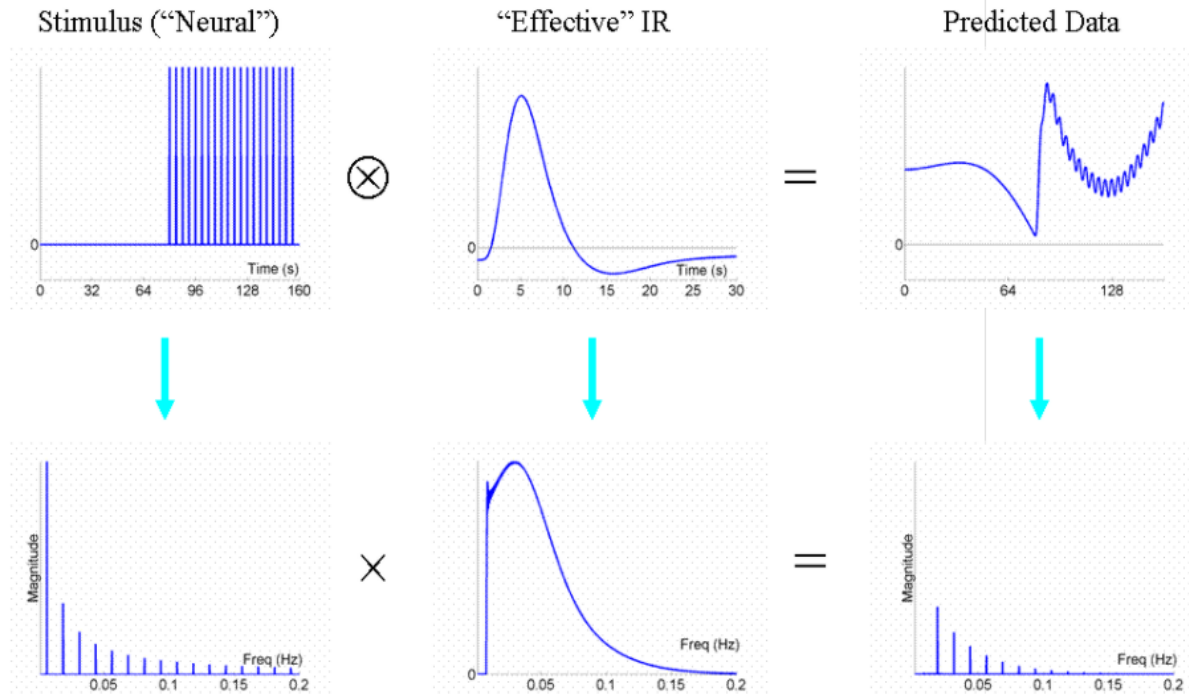 Stimulus (“Neural”)
“Effective” IR
Predicted Data
0
Time (s)
0 32 64 96 128 160
⊗
0
Time (s)
0 5 10 15 20 25 30
=
0
0 64 128
Magnitude
Freq (Hz)
0.05 0.1 0.15 0.2
×
0
Freq (Hz)
0.05 0.1 0.15 0.2
=
Magnitude
Freq (Hz)
0.05 0.1 0.15 0.2